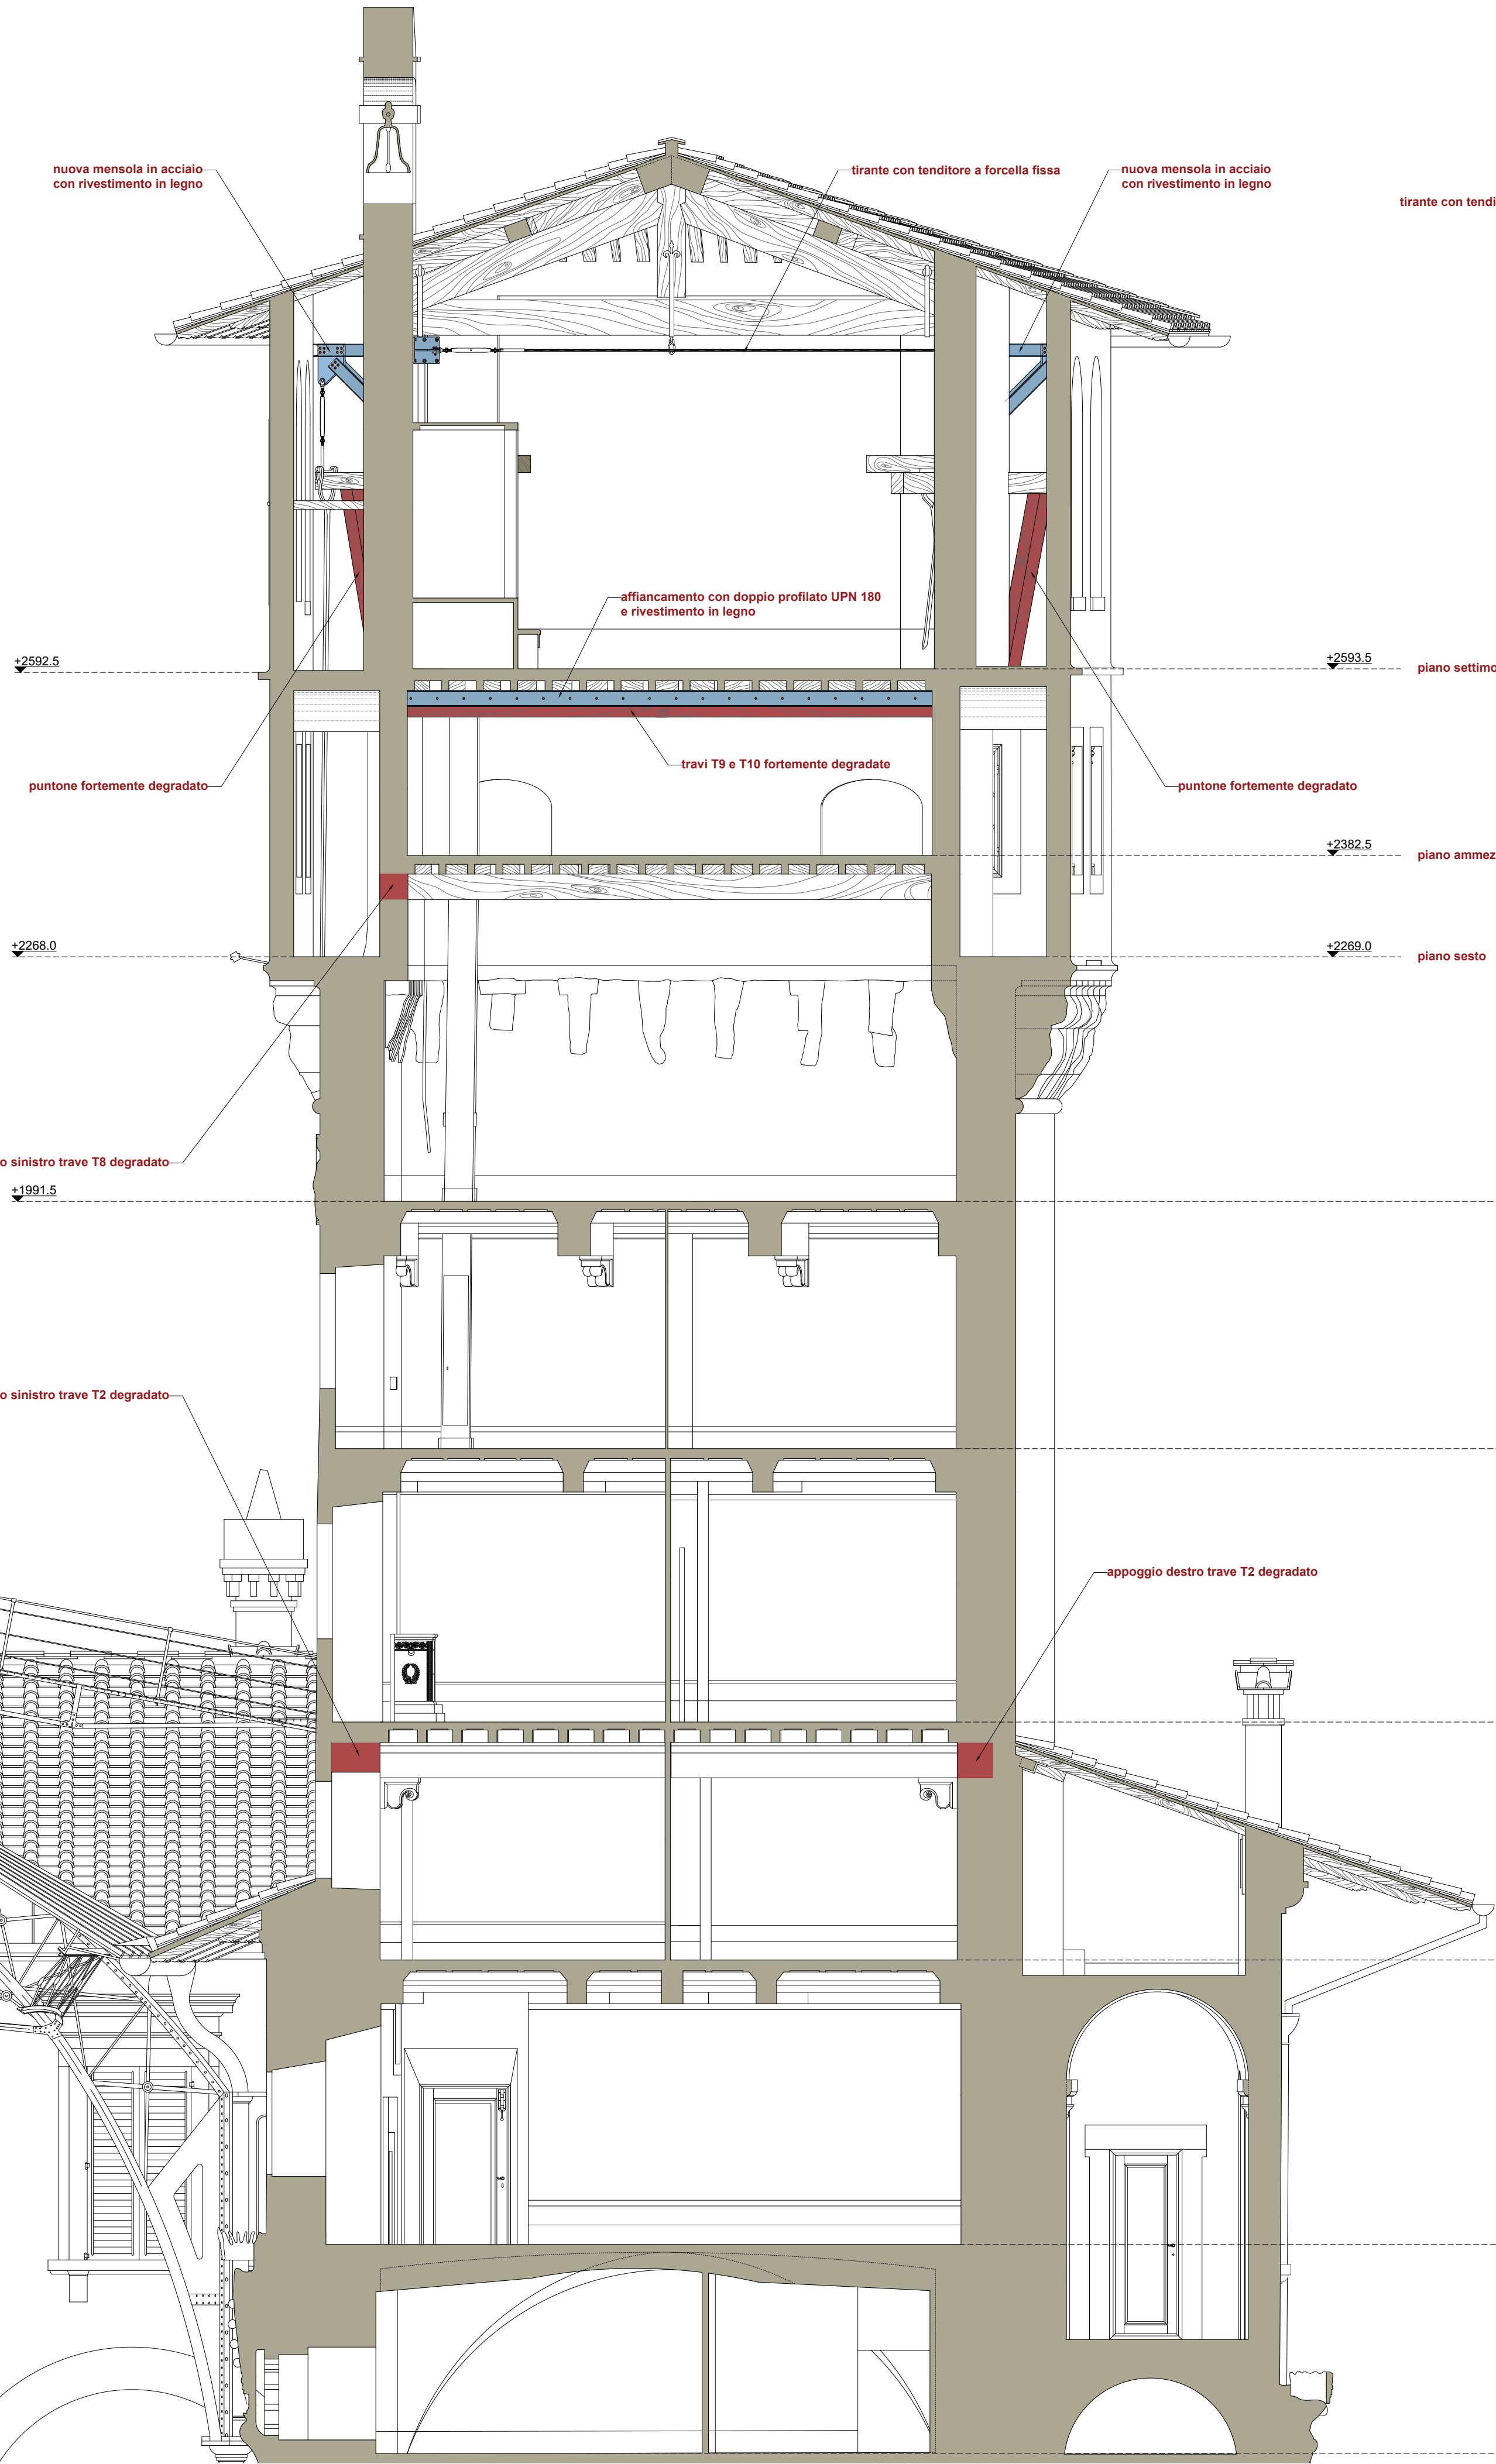 nuova mensola in acciaio
con rivestimento in legno
tirante con tenditore a forcella fissa
nuova mensola in acciaio
con rivestimento in legno
tirante con tendi
affiancamento con doppio profilato UPN 180
e rivestimento in legno
+2592.5
+2593.5
piano settimo
puntone fortemente degradato
travi T9 e T10 fortemente degradate
puntone fortemente degradato
+2382.5
piano ammez
+2268.0
+2269.0
piano sesto
o sinistro trave T8 degradato
+1991.5
o sinistro trave T2 degradato
appoggio destro trave T2 degradato